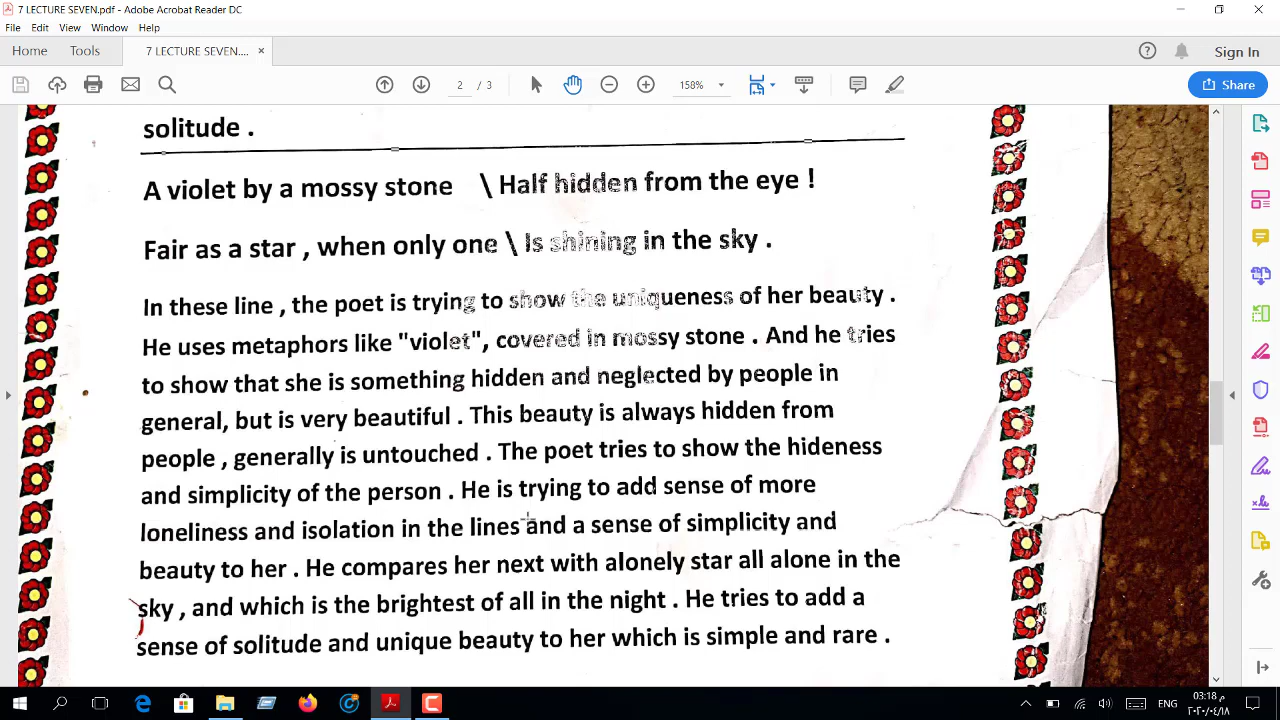 7 LECTURE SEVEN.pdf - Adobe Acrobat Reader DC
File Edit View Window Help
Home Tools 7 LECTURE SEVEN.... × Sign In
2 / 3 158% Share
solitude .
A violet by a mossy stone \ Half hidden from the eye !
Fair as a star , when only one \ Is shining in the sky .
In these line , the poet is trying to show the uniqueness of her beauty .
He uses metaphors like "violet", covered in mossy stone . And he tries
to show that she is something hidden and neglected by people in
general, but is very beautiful . This beauty is always hidden from
people , generally is untouched . The poet tries to show the hideness
and simplicity of the person . He is trying to add sense of more
loneliness and isolation in the lines and a sense of simplicity and
beauty to her . He compares her next with alonely star all alone in the
sky , and which is the brightest of all in the night . He tries to add a
sense of solitude and unique beauty to her which is simple and rare .
ENG 03:18 م
٢٠٢٠/٠٤/١٨